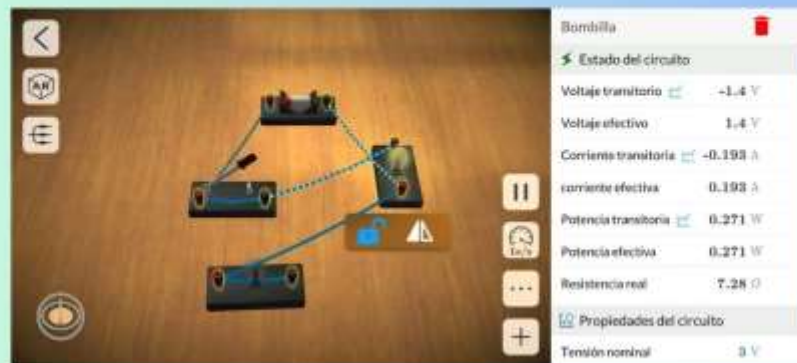 AR
1x/s
Bombilla
Estado del circuito
Voltaje transitorio -1.4 V
Voltaje efectivo 1.4 V
Corriente transitoria -0.193 A
corriente efectiva 0.193 A
Potencia transitoria 0.271 W
Potencia efectiva 0.271 W
Resistencia real 7.28 Ω
Propiedades del circuito
Tensión nominal 3 V